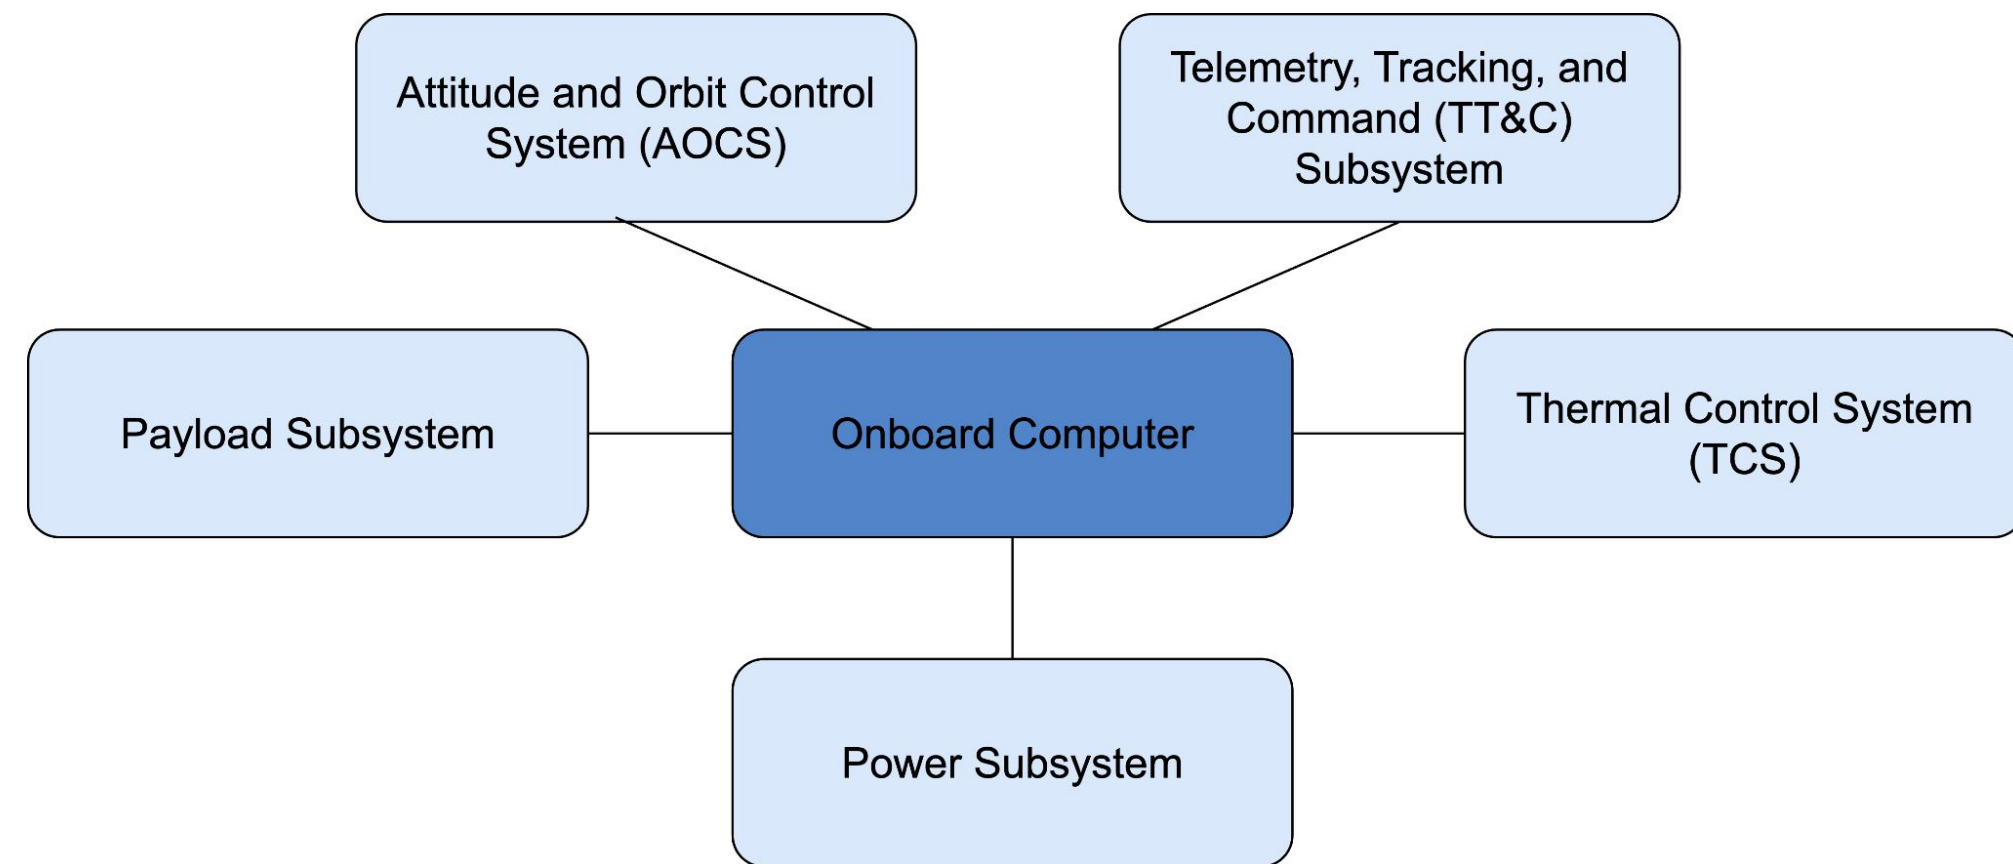 Attitude and Orbit Control
System (AOCS)
Telemetry, Tracking, and
Command (TT&C)
Subsystem
Payload Subsystem
Onboard Computer
Thermal Control System
(TCS)
Power Subsystem